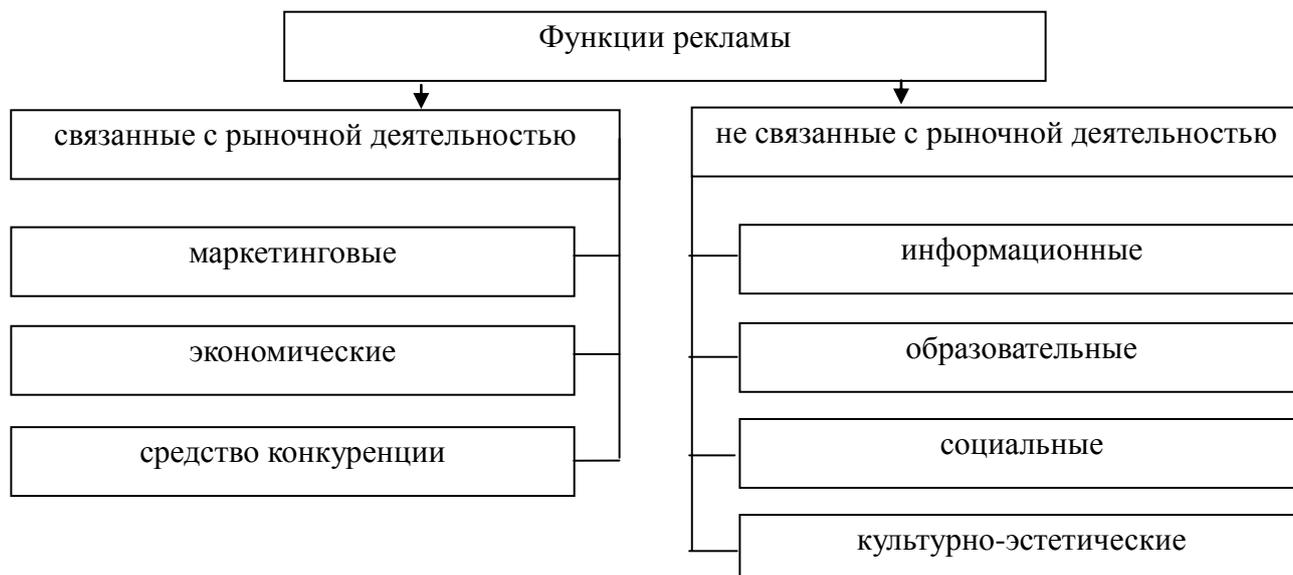 Функции рекламы
связанные с рыночной деятельностью
не связанные с рыночной деятельностью
маркетинговые
экономические
средство конкуренции
информационные
образовательные
социальные
культурно-эстетические